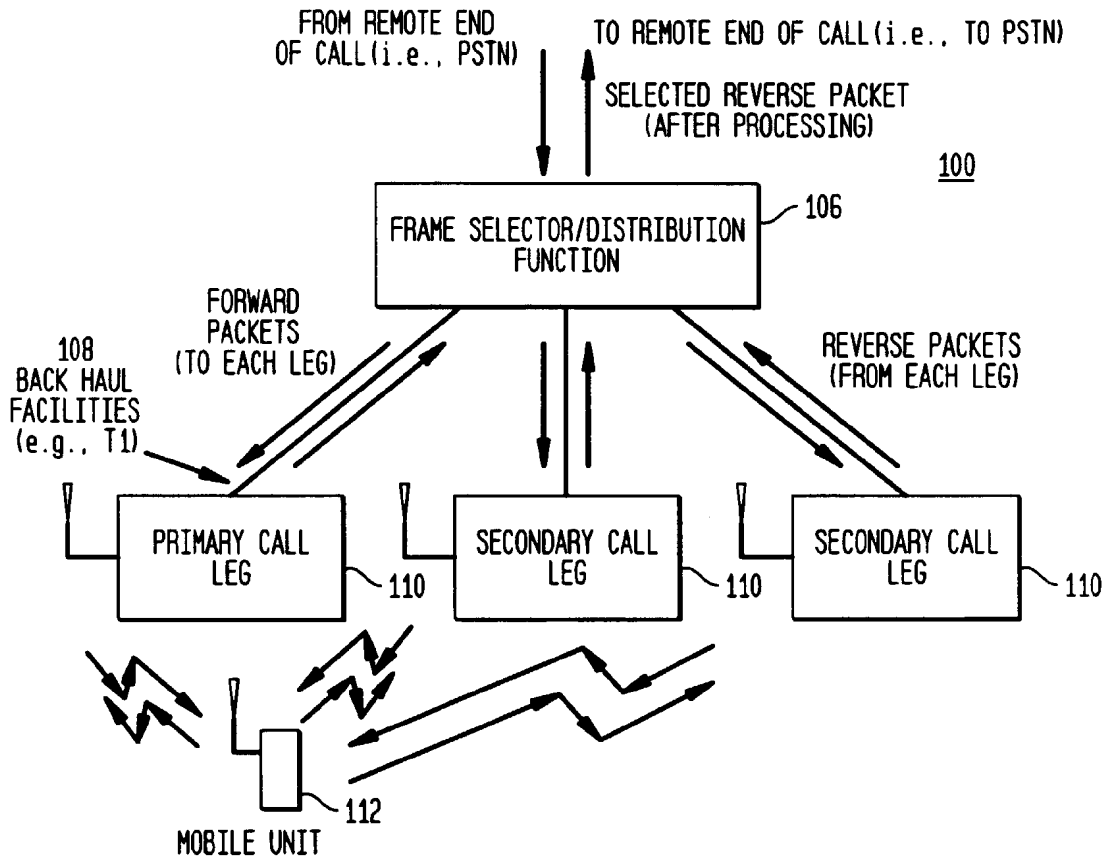 FROM REMOTE END
OF CALL(i.e., PSTN)
TO REMOTE END OF CALL(i.e., TO PSTN)
SELECTED REVERSE PACKET
(AFTER PROCESSING)
100
FRAME SELECTOR/DISTRIBUTION
FUNCTION
106
FORWARD
PACKETS
(TO EACH LEG)
REVERSE PACKETS
(FROM EACH LEG)
108
BACK HAUL
FACILITIES
(e.g., T1)
PRIMARY CALL
LEG
110
SECONDARY CALL
LEG
110
SECONDARY CALL
LEG
110
112
MOBILE UNIT